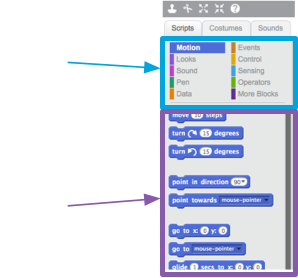 Scripts Costumes Sounds
Motion Events
Looks Control
Sound Sensing
Pen Operators
Data More Blocks
move 10 steps
turn 15 degrees
turn 15 degrees
point in direction 90
point towards mouse-pointer
go to x: 0 y: 0
go to mouse-pointer
glide 1 secs to x: 0 y: 0